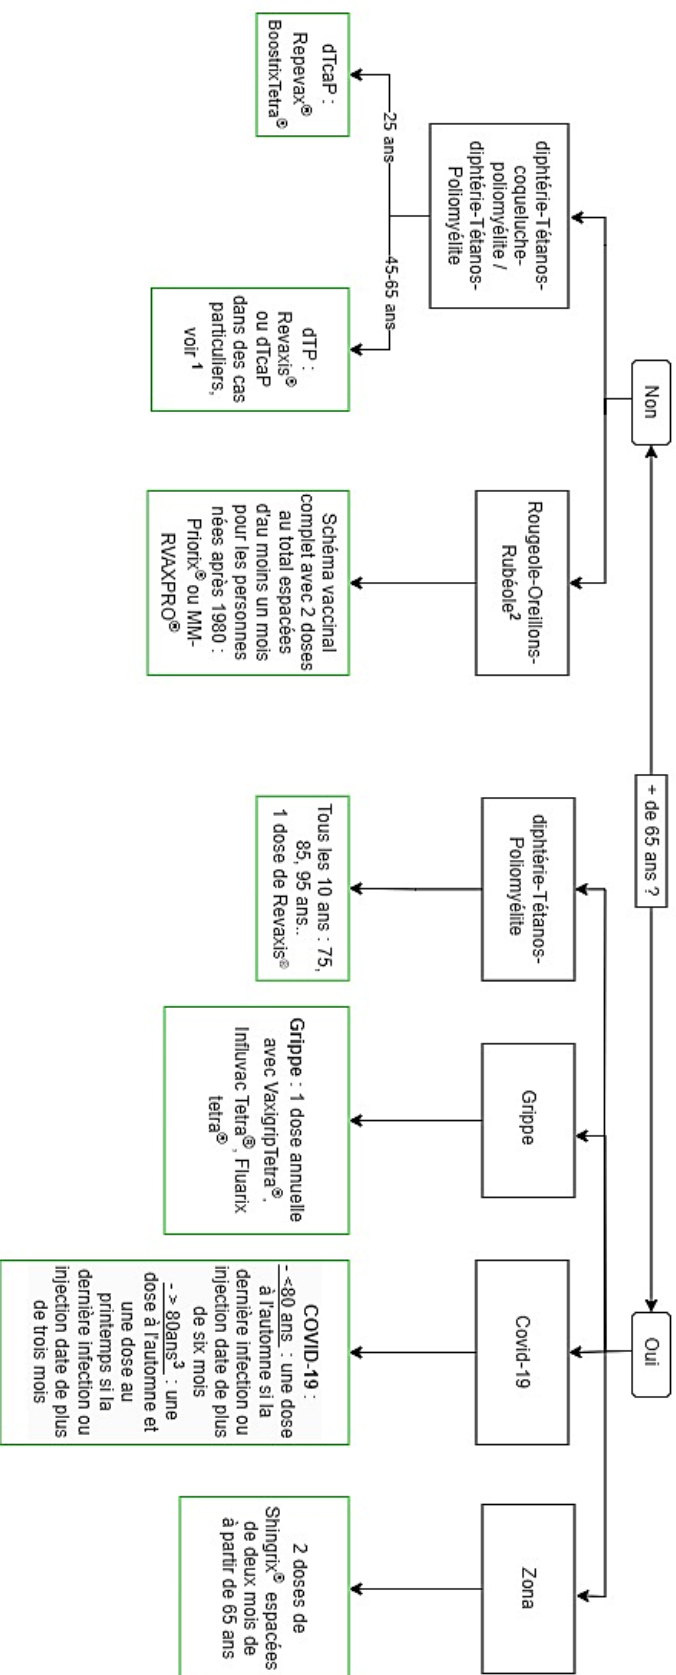 + de 65 ans ?
Non
Oui
diphtérie-Tétanos-
coqueluche-
poliomyélite /
diphtérie-Tétanos-
Poliomyélite
Rougeole-Oreillons-
Rubéole²
diphtérie-Tétanos-
Poliomyélite
Grippe
Covid-19
Zona
25 ans
45-65 ans
dTcaP :
Repevax®
BoostrixTetra®
dTP :
Revaxis®
ou dTcaP
dans des cas
particuliers,
voir ¹
Schéma vaccinal
complet avec 2 doses
au total espacées
d'au moins un mois
pour les personnes
nées après 1980 :
Priorix® ou MM-
RVAXPRO®
Tous les 10 ans : 75,
85, 95 ans..
1 dose de Revaxis®
Grippe : 1 dose annuelle
avec VaxigripTetra®,
Influvac Tetra®, Fluarix
tetra®
COVID-19 :
- <80 ans : une dose
à l'automne si la
dernière infection ou
injection date de plus
de six mois
- > 80ans³ : une
dose à l'automne et
une dose au
printemps si la
dernière infection ou
injection date de plus
de trois mois
2 doses de
Shingrix® espacées
de deux mois de
à partir de 65 ans